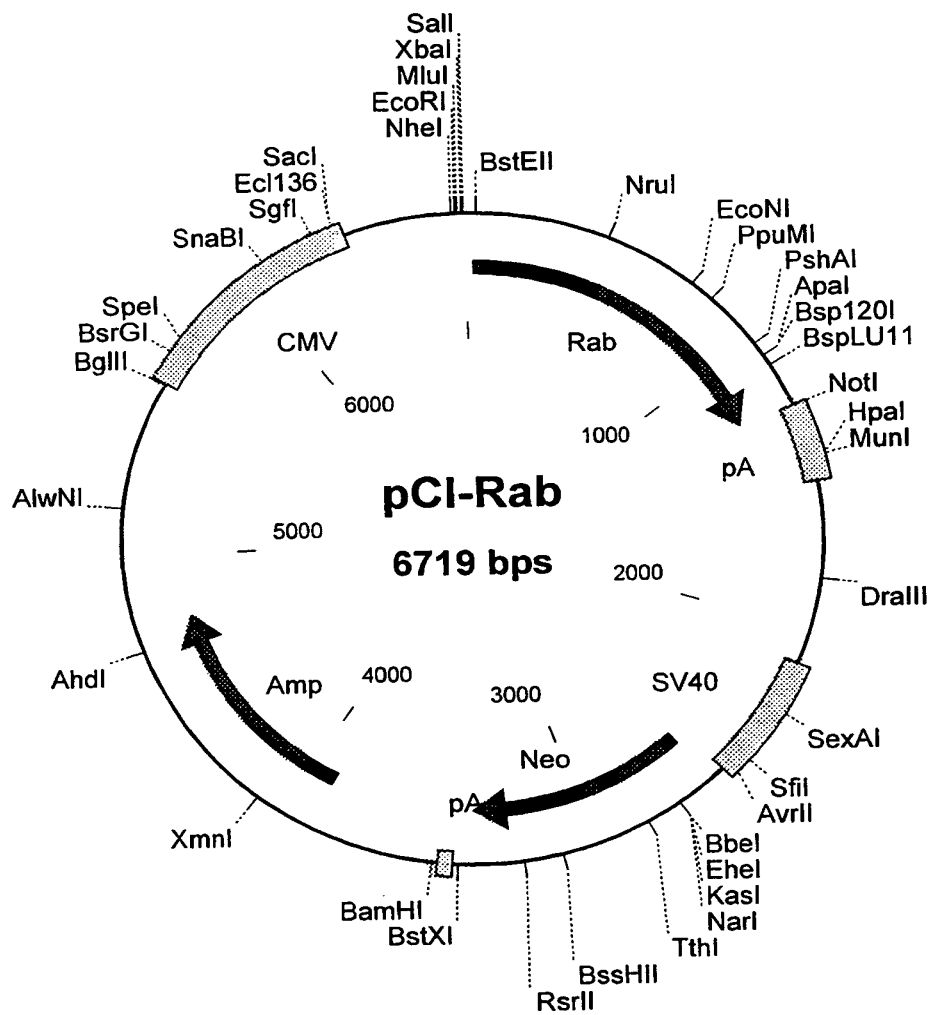 SalI
XbaI
MluI
EcoRI
NheI
BstEII
NruI
SacI
Ecl136
SgfI
SnaBI
EcoNI
PpuMI
PshAI
ApaI
Bsp120I
BspLU11
SpeI
BsrGI
BglII
CMV
Rab
NotI
HpaI
MunI
6000
1000
pA
pCI-Rab
6719 bps
AlwNI
5000
2000
DraIII
AhdI
Amp
4000
3000
SV40
SexAI
Neo
SfiI
AvrII
pA
XmnI
BbeI
EheI
KasI
NarI
BamHI
BstXI
TthI
BssHII
RsrII